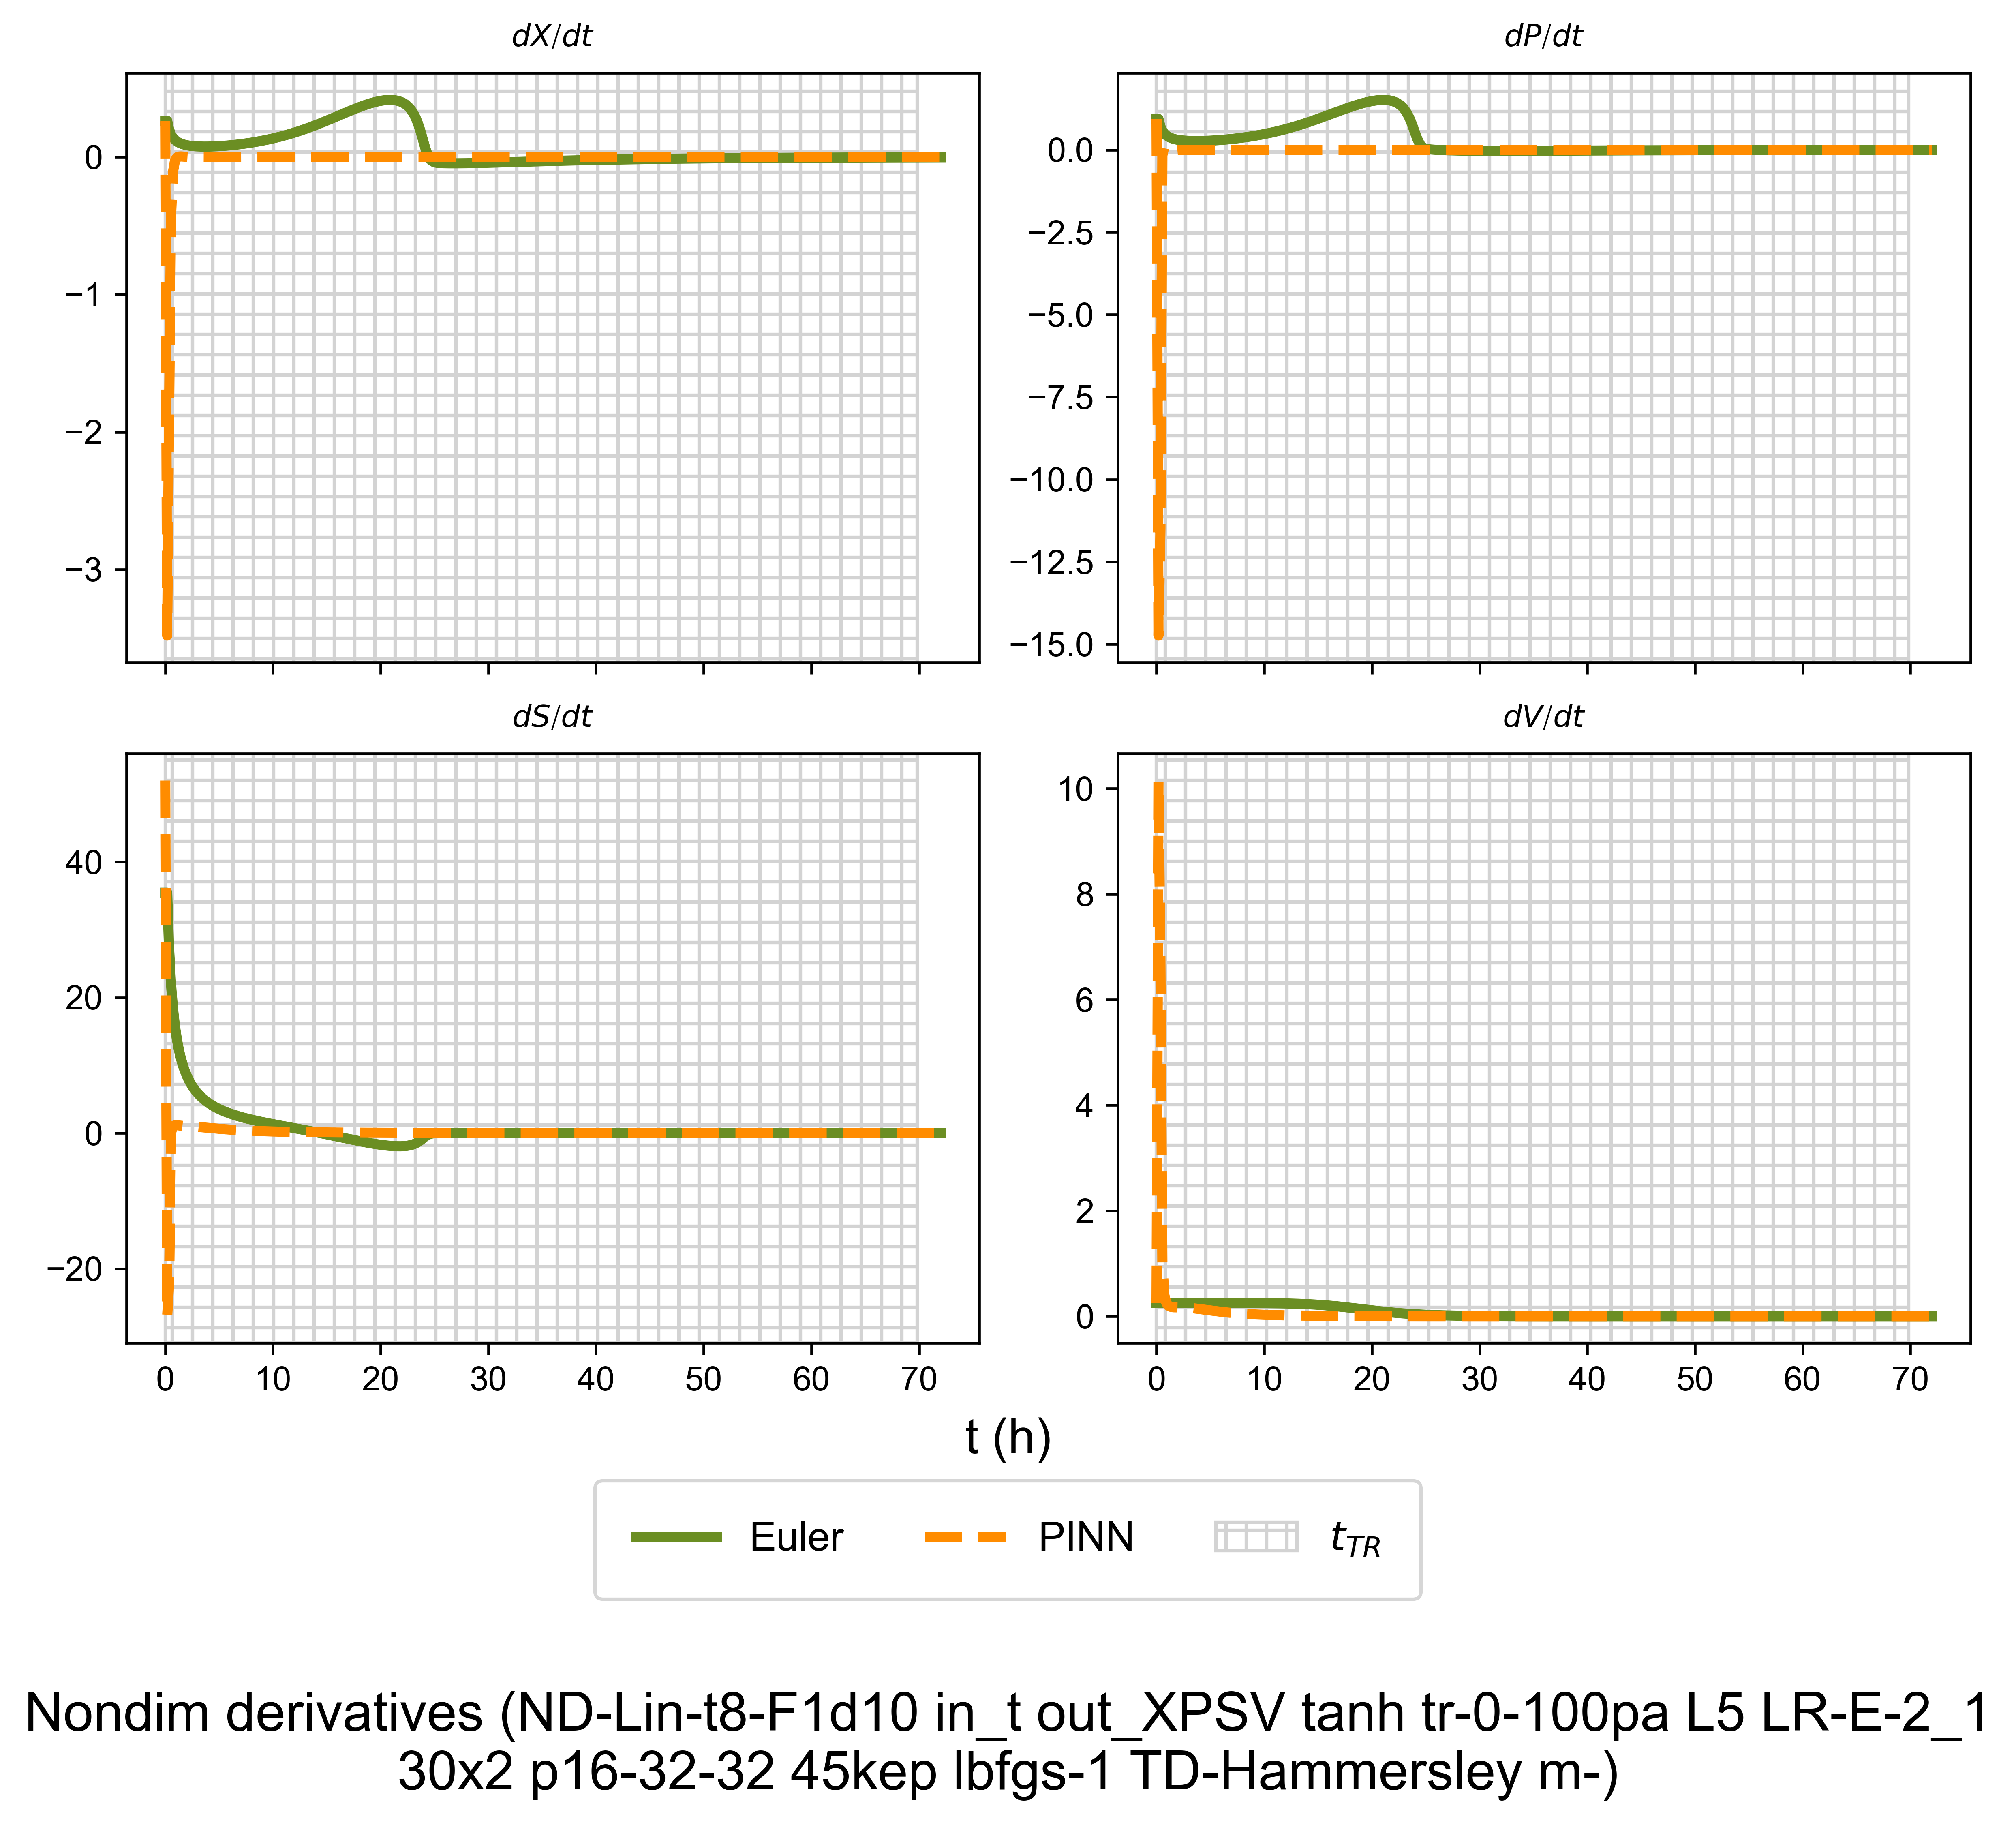 dX/dt
dP/dt
0
−1
−2
−3
0.0
−2.5
−5.0
−7.5
−10.0
−12.5
−15.0
dS/dt
dV/dt
40
20
0
−20
0 10 20 30 40 50 60 70
10
8
6
4
2
0
0 10 20 30 40 50 60 70
t (h)
Euler PINN t_TR
Nondim derivatives (ND-Lin-t8-F1d10 in_t out_XPSV tanh tr-0-100pa L5 LR-E-2_1
30x2 p16-32-32 45kep lbfgs-1 TD-Hammersley m-)